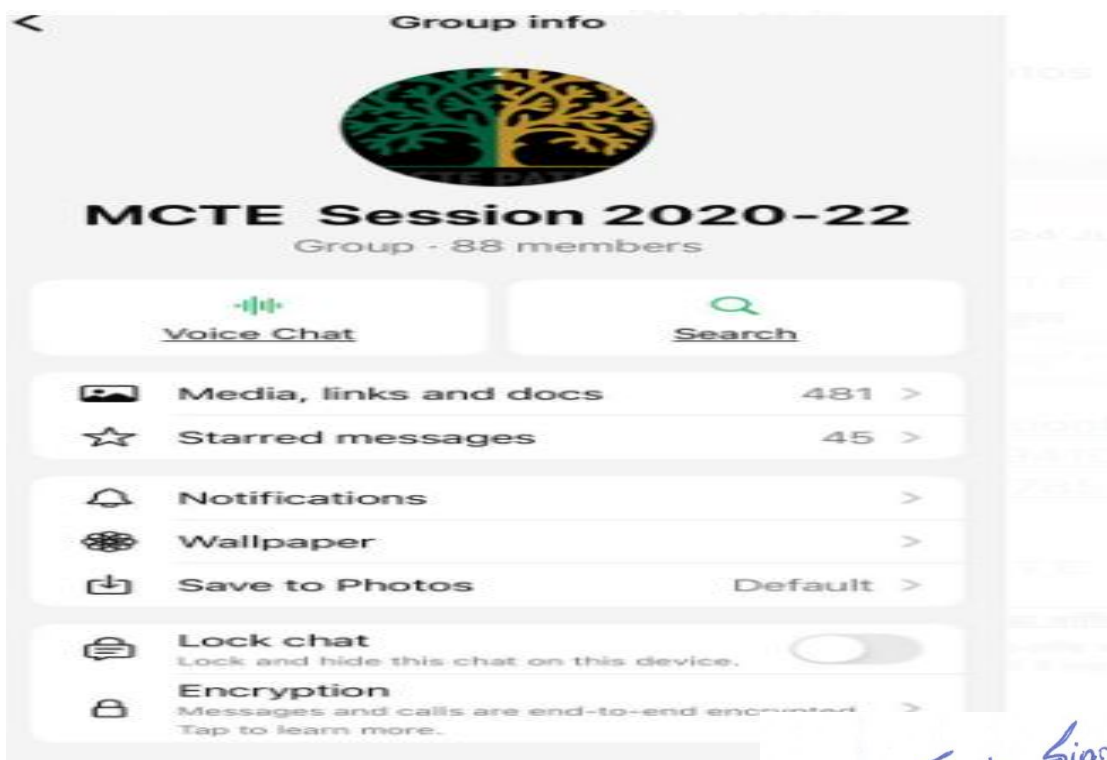 Group info
MCTE Session 2020-22
Group - 88 members
Voice Chat
Search
Media, links and docs 481
Starred messages 45
Notifications
Wallpaper
Save to Photos Default
Lock chat
Lock and hide this chat on this device.
Encryption
Messages and calls are end-to-end encrypted.
Tap to learn more.